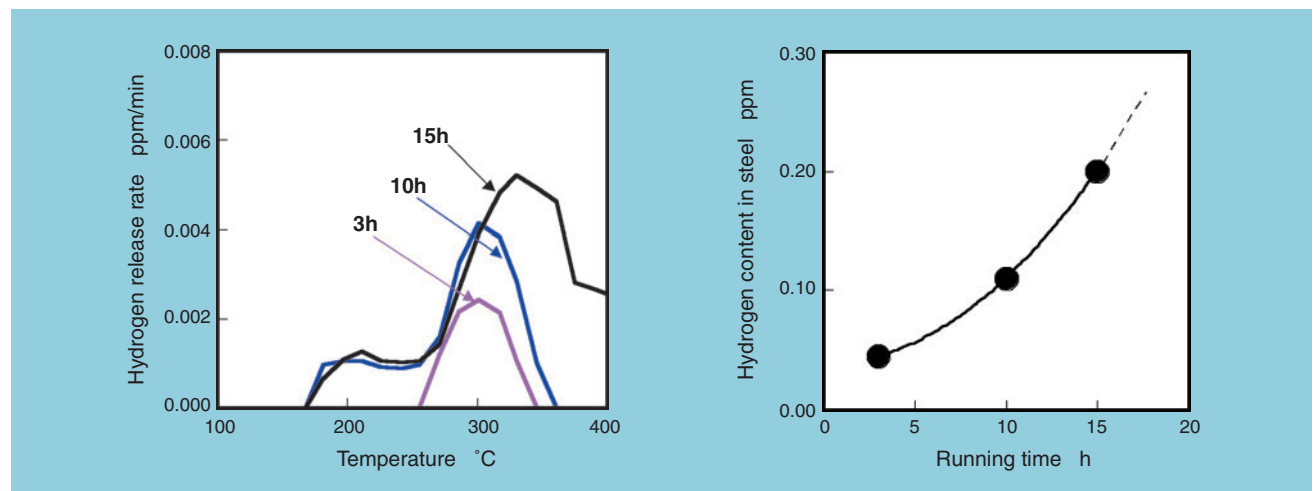 Hydrogen release rate ppm/min
0.008
0.006
0.004
0.002
0.000
15h
10h
3h
100
200
300
400
Temperature ˚C
Hydrogen content in steel ppm
0.30
0.20
0.10
0.00
0
5
10
15
20
Running time h